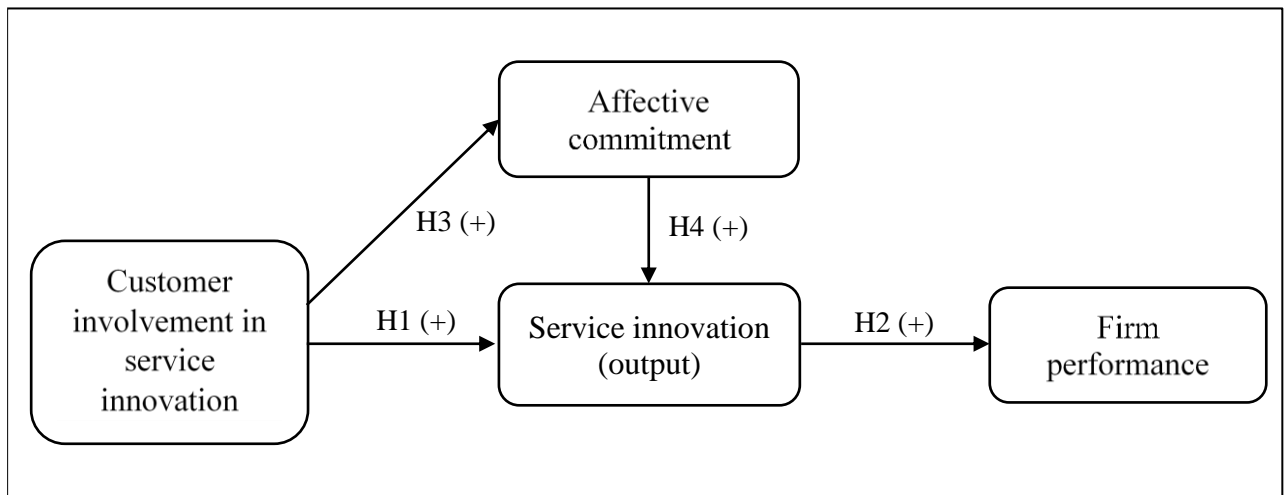 Affective
commitment
H3 (+)
H4 (+)
Customer
involvement in
service
innovation
H1 (+)
Service innovation
(output)
H2 (+)
Firm
performance